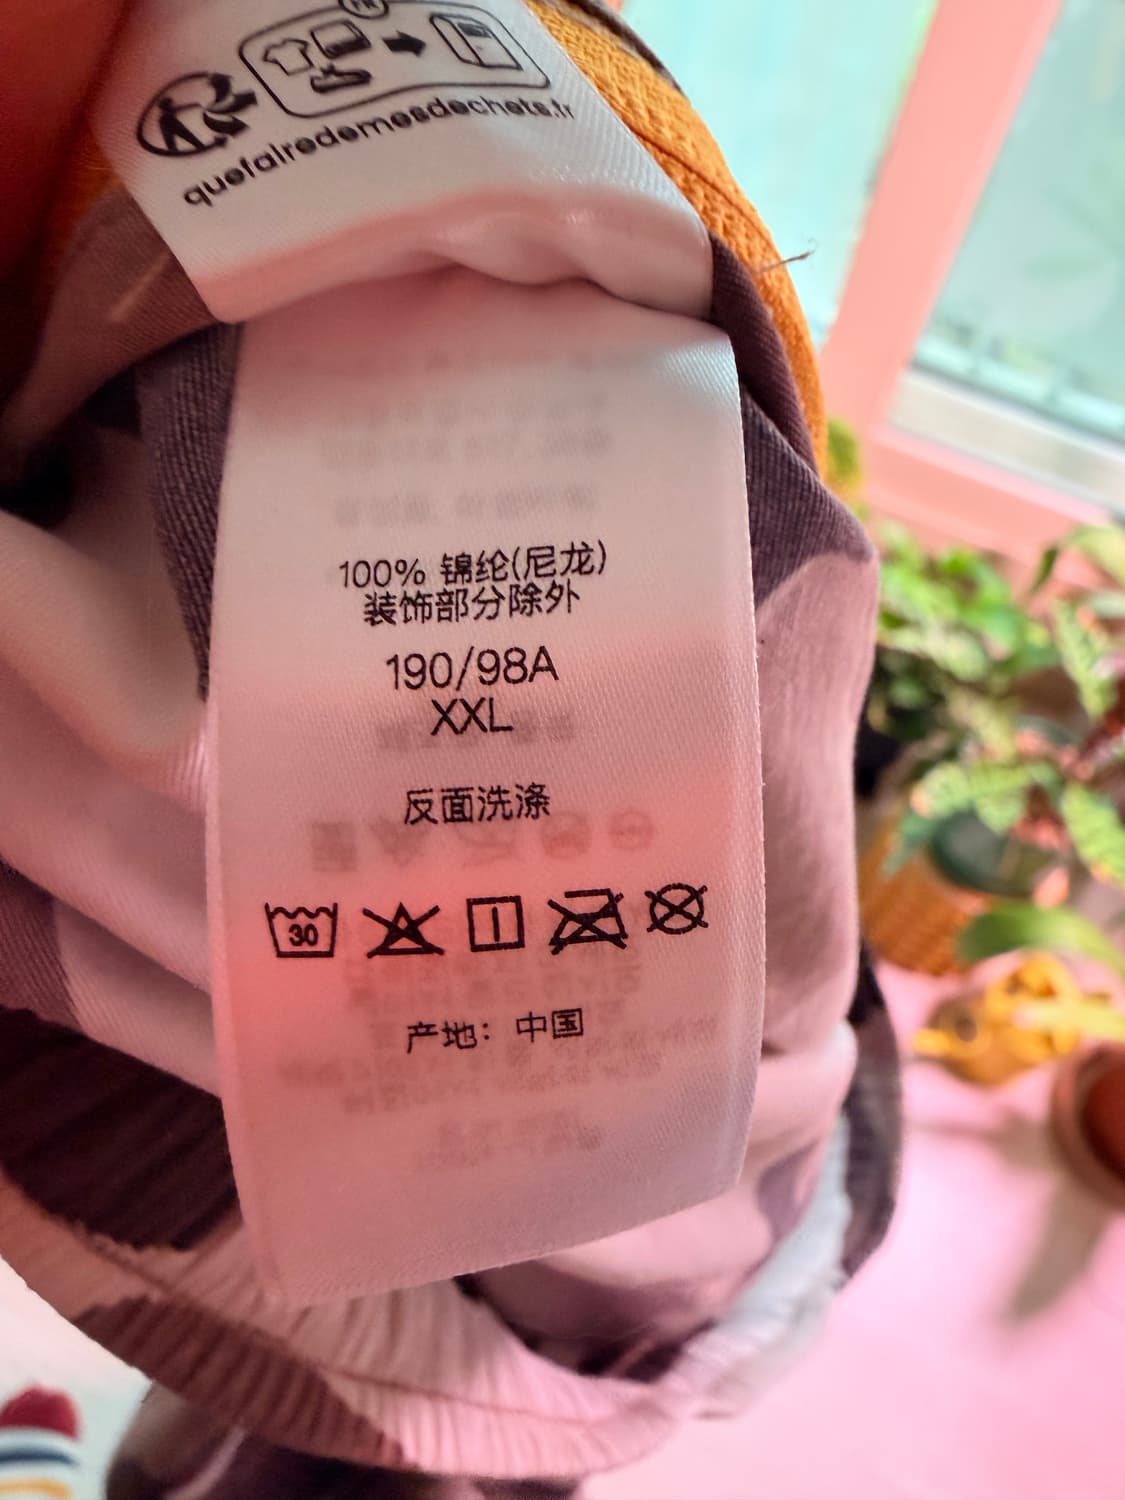 FR
quefairedemesdechets.fr
100% 锦纶(尼龙)
装饰部分除外
190/98A
XXL
反面洗涤
30
产地：中国